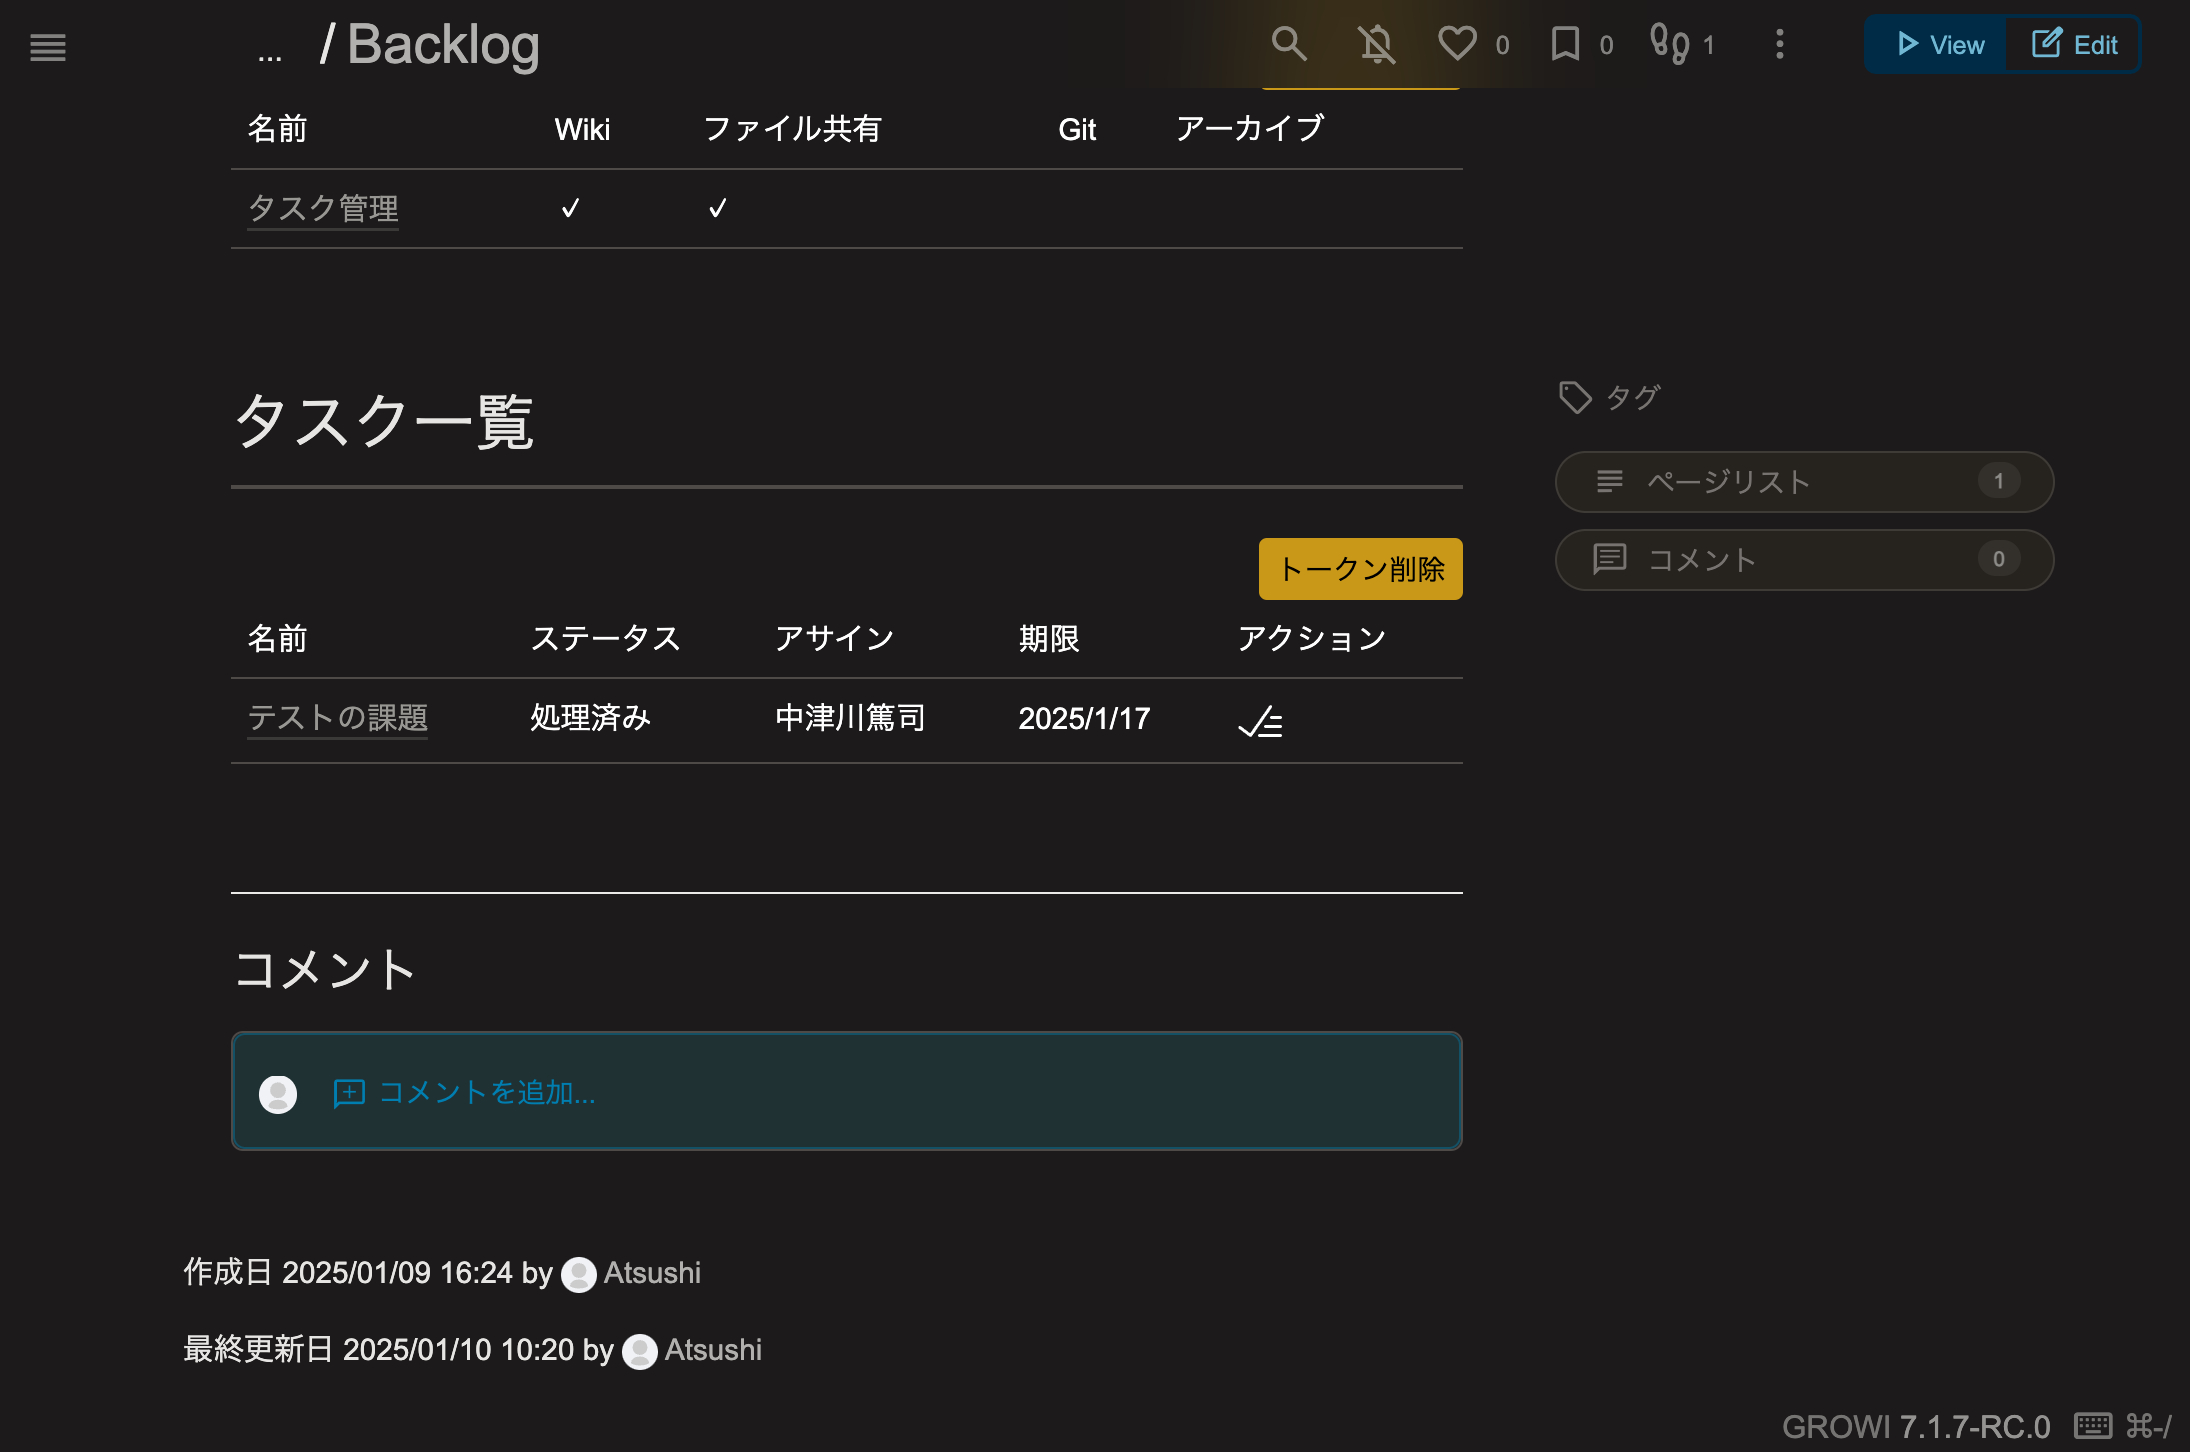 ... / Backlog
0
0
1
View
Edit
名前 Wiki ファイル共有 Git アーカイブ
タスク管理 ✓ ✓
タスク一覧
タグ
ページリスト 1
コメント 0
トークン削除
名前 ステータス アサイン 期限 アクション
テストの課題 処理済み 中津川篤司 2025/1/17
コメント
コメントを追加...
作成日 2025/01/09 16:24 by Atsushi
最終更新日 2025/01/10 10:20 by Atsushi
GROWI 7.1.7-RC.0 ⌘-/